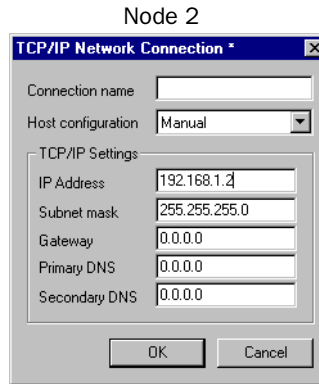 Node 2
TCP/IP Network Connection *
Connection name
Host configuration Manual
TCP/IP Settings
IP Address 192.168.1.2
Subnet mask 255.255.255.0
Gateway 0.0.0.0
Primary DNS 0.0.0.0
Secondary DNS 0.0.0.0
OK Cancel